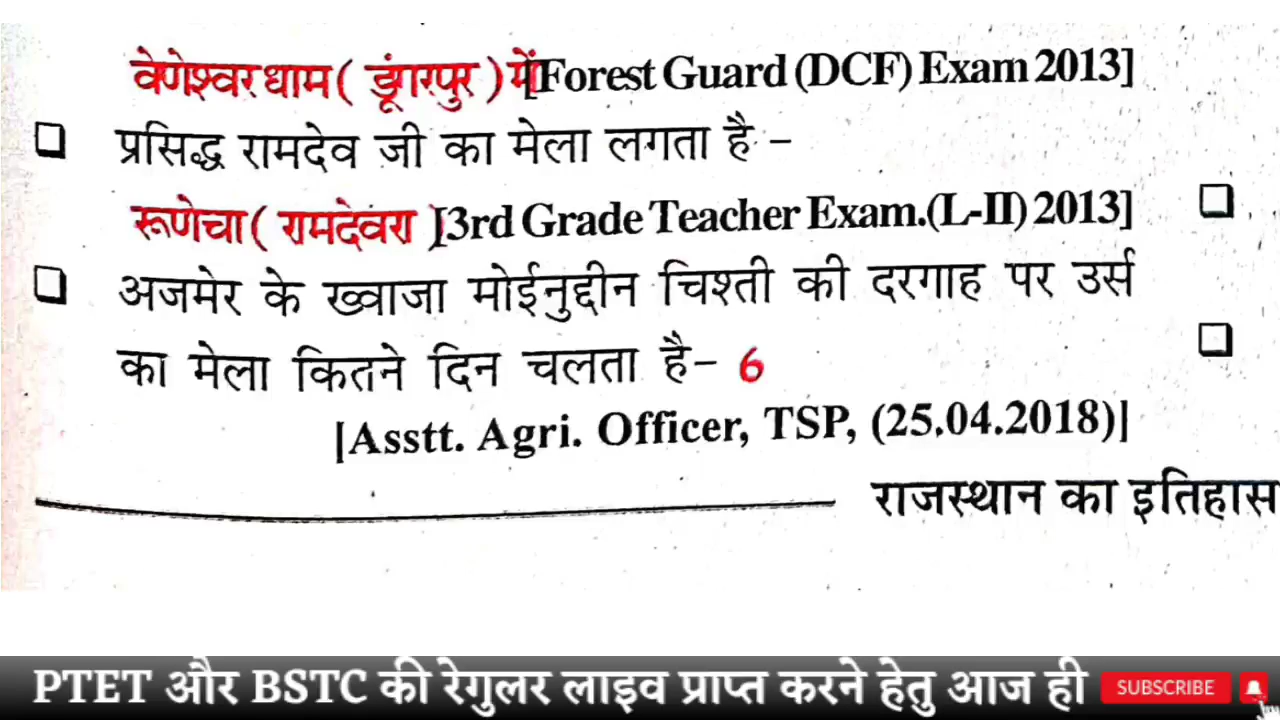 वेणेश्वर धाम ( डूंगरपुर ) में [Forest Guard (DCF) Exam 2013]
❑ प्रसिद्ध रामदेव जी का मेला लगता है –
रूणेचा ( रामदेवरा ) [3rd Grade Teacher Exam.(L-II) 2013]
❑ अजमेर के ख्वाजा मोईनुद्दीन चिश्ती की दरगाह पर उर्स
का मेला कितने दिन चलता है– 6
[Asstt. Agri. Officer, TSP, (25.04.2018)]
राजस्थान का इतिहास
PTET और BSTC की रेगुलर लाइव प्राप्त करने हेतु आज ही SUBSCRIBE